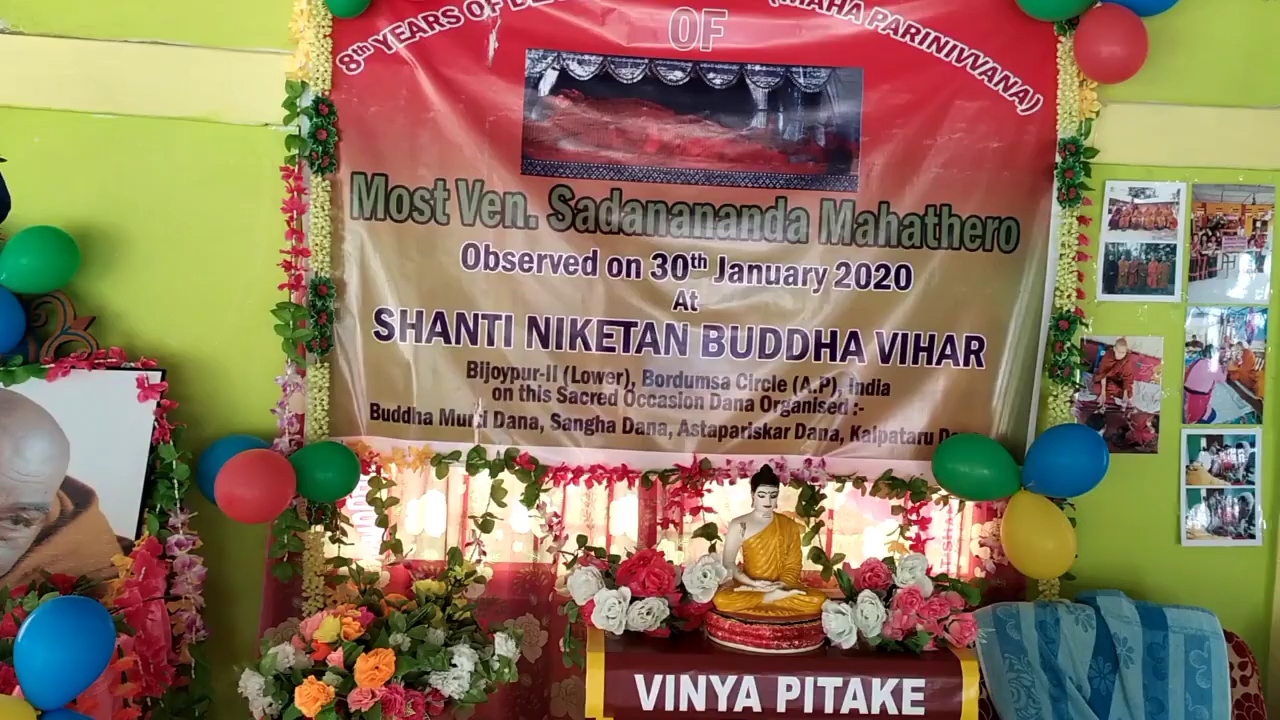 8th YEARS OF (MAHA PARINIWANA)
OF
Most Ven. Sadanananda Mahathero
Observed on 30th January 2020
At
SHANTI NIKETAN BUDDHA VIHAR
Bijoypur-II (Lower), Bordumsa Circle (A.P), India
on this Sacred Occasion Dana Organised :-
Buddha Murti Dana, Sangha Dana, Astapariskar Dana, Kalpataru
VINYA PITAKE